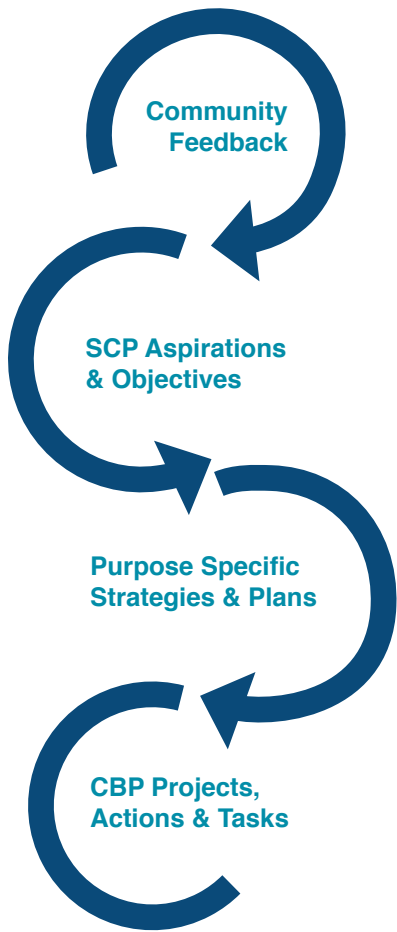 Community
Feedback
SCP Aspirations
& Objectives
Purpose Specific
Strategies & Plans
CBP Projects,
Actions & Tasks